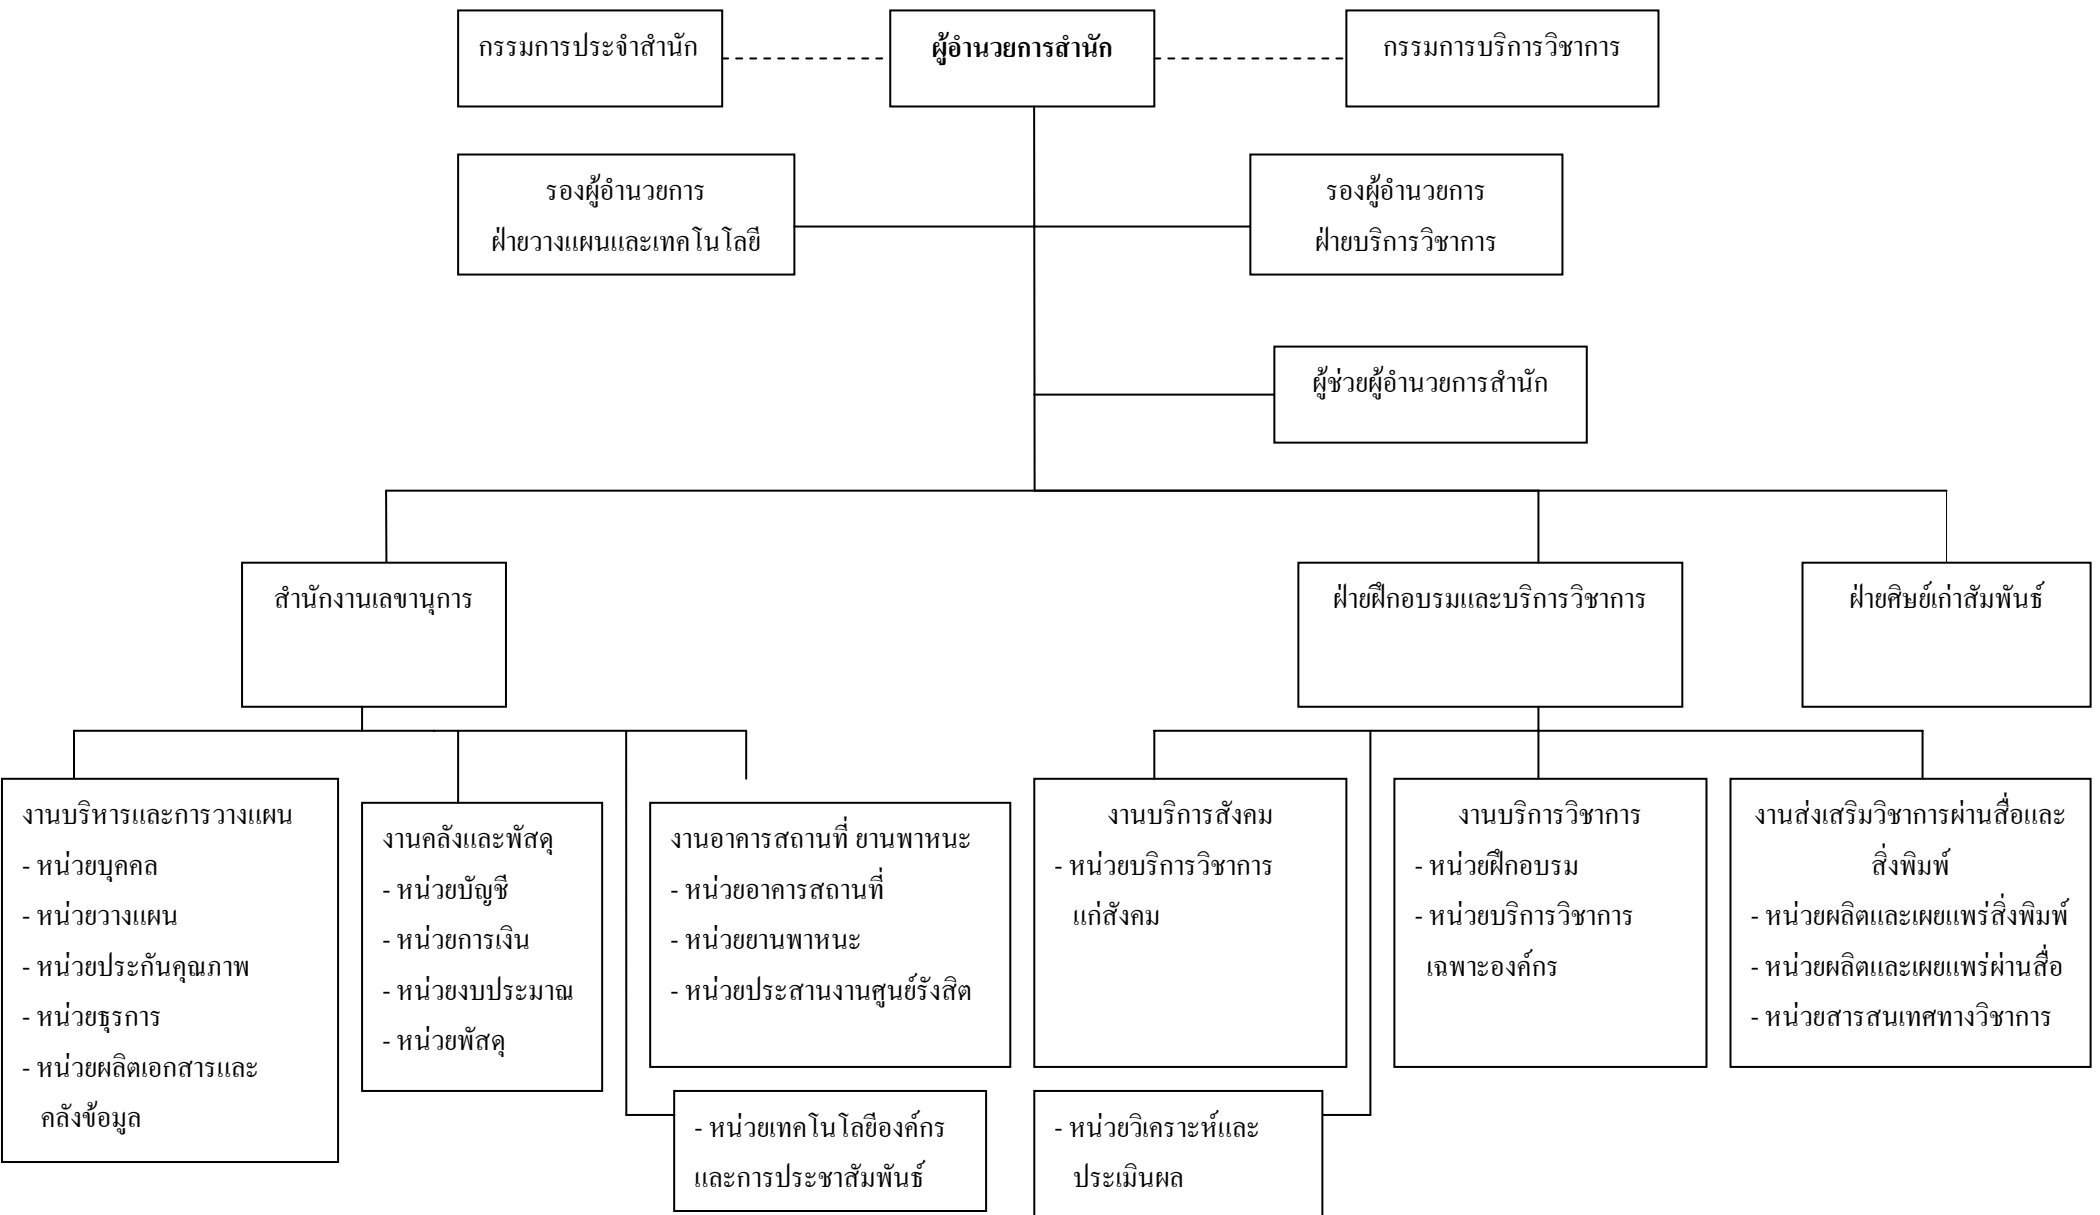 กรรมการประจำสำนัก
ผู้อำนวยการสำนัก
กรรมการบริการวิชาการ
รองผู้อำนวยการ
ฝ่ายวางแผนและเทคโนโลยี
รองผู้อำนวยการ
ฝ่ายบริการวิชาการ
ผู้ช่วยผู้อำนวยการสำนัก
สำนักงานเลขานุการ
ฝ่ายฝึกอบรมและบริการวิชาการ
ฝ่ายศิษย์เก่าสัมพันธ์
งานบริหารและการวางแผน
- หน่วยบุคคล
- หน่วยวางแผน
- หน่วยประกันคุณภาพ
- หน่วยธุรการ
- หน่วยผลิตเอกสารและ
คลังข้อมูล
งานคลังและพัสดุ
- หน่วยบัญชี
- หน่วยการเงิน
- หน่วยงบประมาณ
- หน่วยพัสดุ
งานอาคารสถานที่ ยานพาหนะ
- หน่วยอาคารสถานที่
- หน่วยยานพาหนะ
- หน่วยประสานงานศูนย์รังสิต
- หน่วยเทคโนโลยีองค์กร
และการประชาสัมพันธ์
งานบริการสังคม
- หน่วยบริการวิชาการ
แก่สังคม
- หน่วยวิเคราะห์และ
ประเมินผล
งานบริการวิชาการ
- หน่วยฝึกอบรม
- หน่วยบริการวิชาการ
เฉพาะองค์กร
งานส่งเสริมวิชาการผ่านสื่อและ
สิ่งพิมพ์
- หน่วยผลิตและเผยแพร่สิ่งพิมพ์
- หน่วยผลิตและเผยแพร่ผ่านสื่อ
- หน่วยสารสนเทศทางวิชาการ